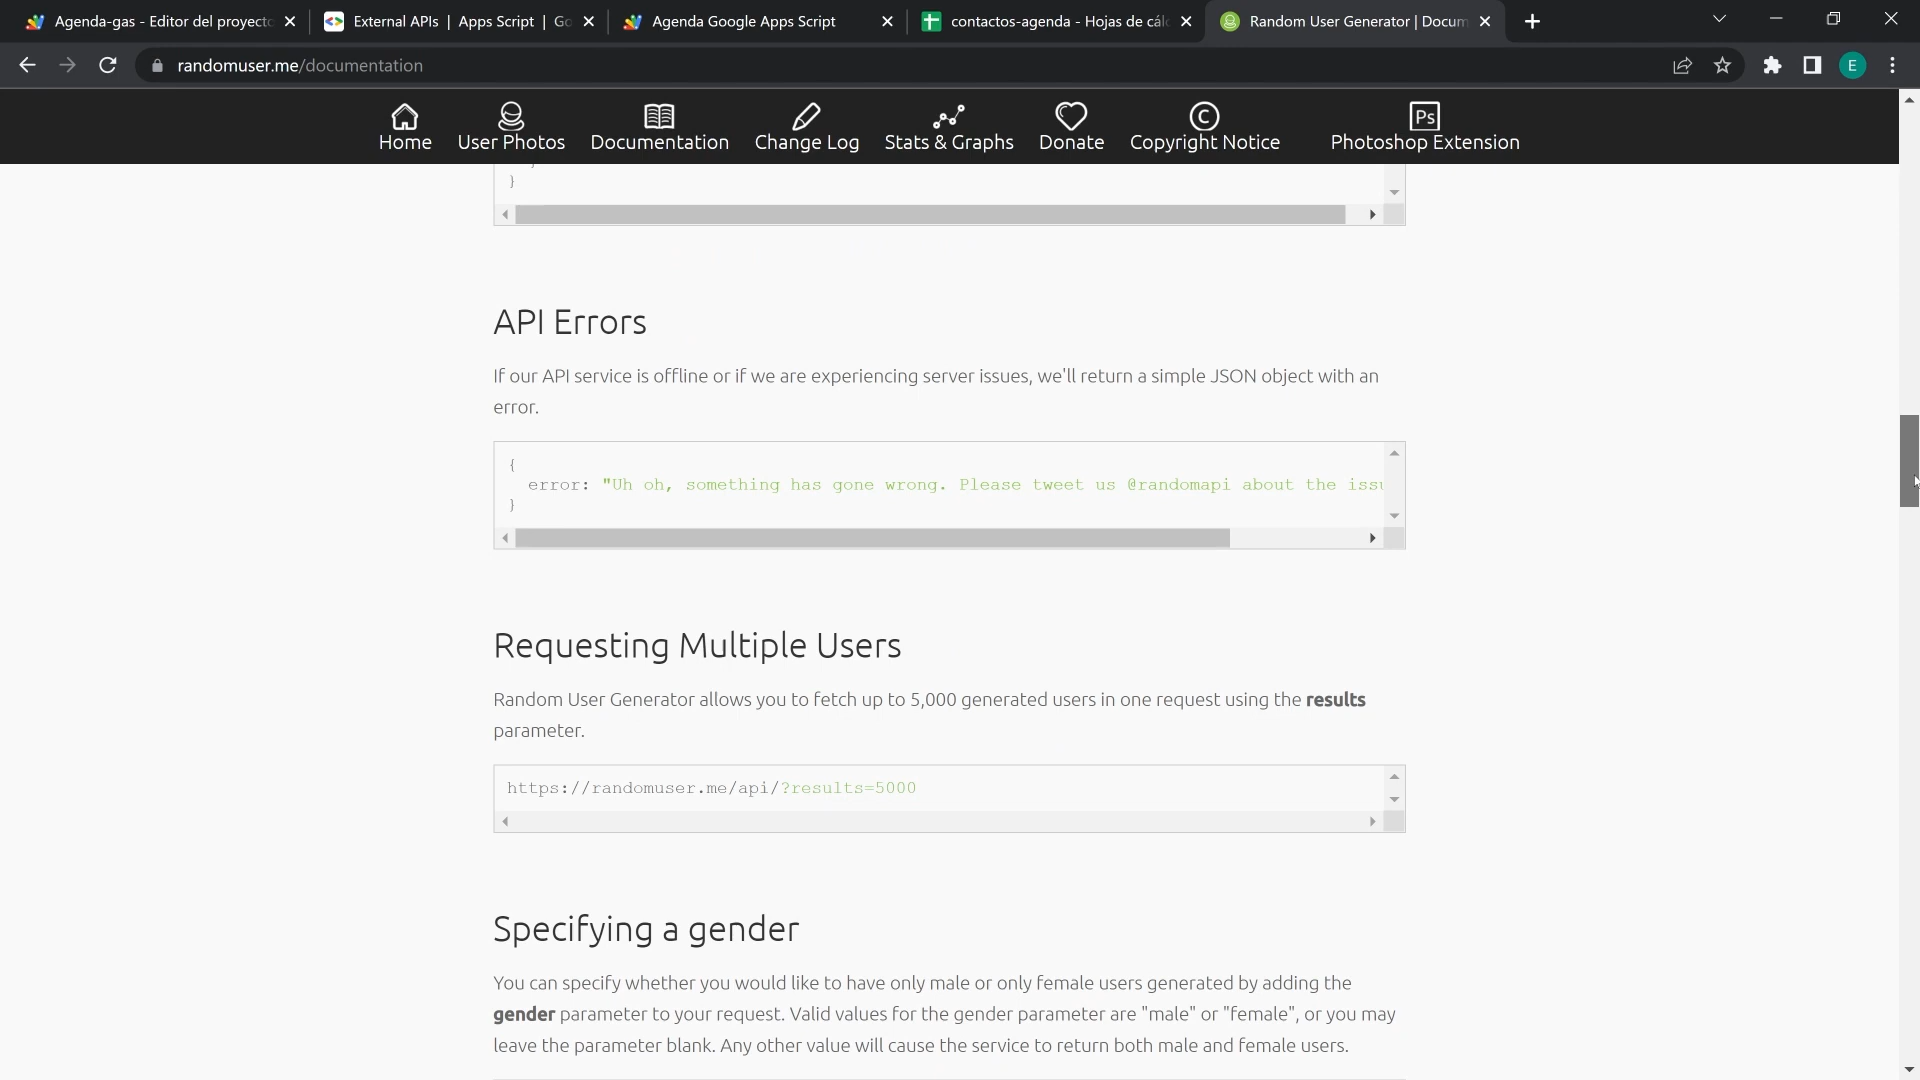 Agenda-gas - Editor del proyecto
External APIs | Apps Script | Go
Agenda Google Apps Script
contactos-agenda - Hojas de cálc
Random User Generator | Docum
E
randomuser.me/documentation
Home
User Photos
Documentation
Change Log
Stats & Graphs
Donate
Copyright Notice
Ps
Photoshop Extension
}
API Errors
If our API service is offline or if we are experiencing server issues, we'll return a simple JSON object with an
error.
{
error: "Uh oh, something has gone wrong. Please tweet us @randomapi about the issu
}
Requesting Multiple Users
Random User Generator allows you to fetch up to 5,000 generated users in one request using the results
parameter.
https://randomuser.me/api/?results=5000
Specifying a gender
You can specify whether you would like to have only male or only female users generated by adding the
gender parameter to your request. Valid values for the gender parameter are "male" or "female", or you may
leave the parameter blank. Any other value will cause the service to return both male and female users.